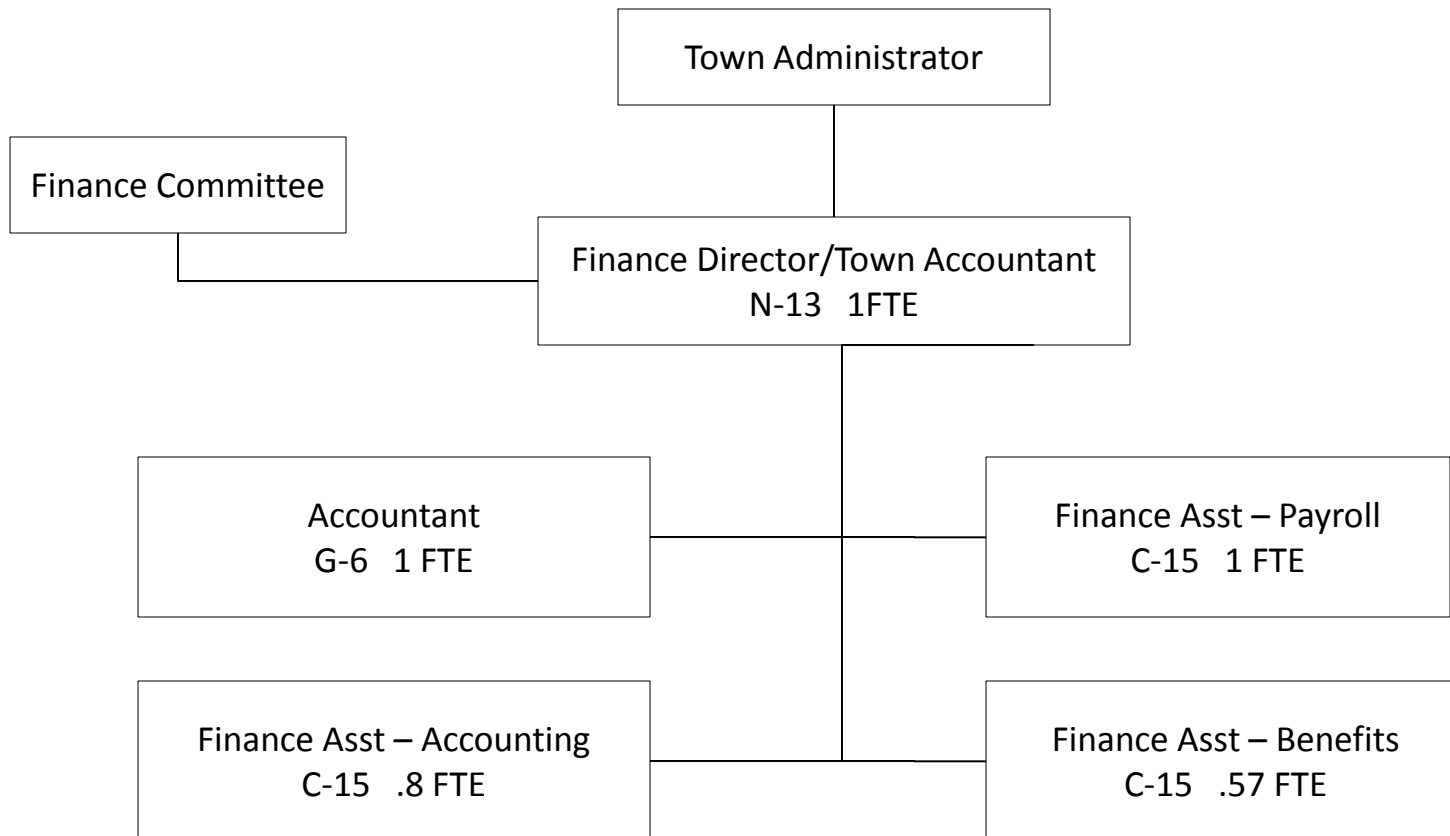 Town Administrator
Finance Committee
Finance Director/Town Accountant
N-13   1FTE
Accountant
G-6   1 FTE
Finance Asst – Payroll
C-15   1 FTE
Finance Asst – Accounting
C-15   .8 FTE
Finance Asst – Benefits
C-15   .57 FTE